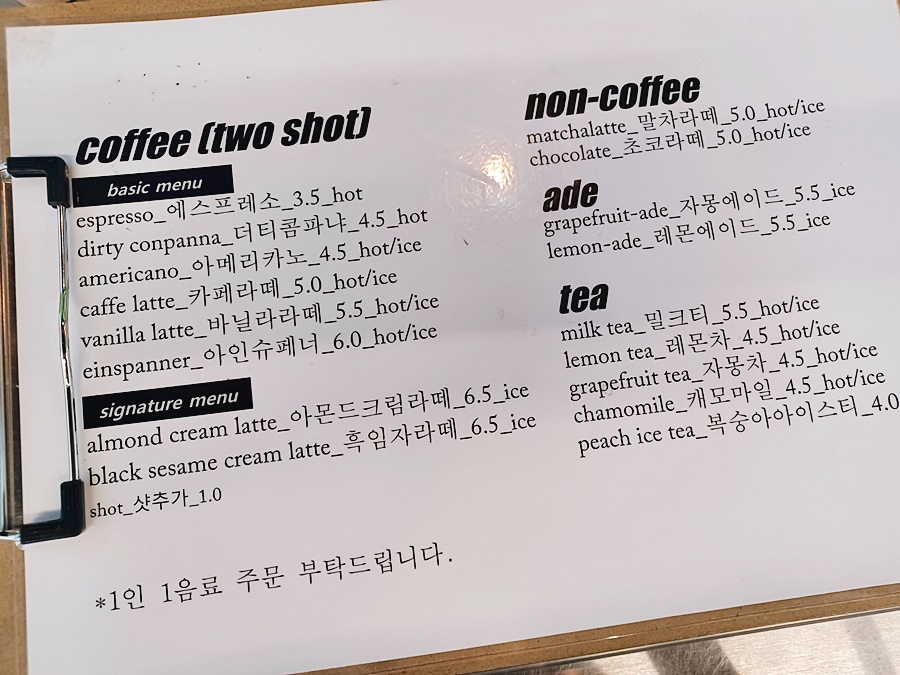 coffee (two shot)
basic menu
espresso_에스프레소_3.5_hot
dirty conpanna_더티콤파냐_4.5_hot
americano_아메리카노_4.5_hot/ice
caffe latte_카페라떼_5.0_hot/ice
vanilla latte_바닐라라떼_5.5_hot/ice
einspanner_아인슈페너_6.0_hot/ice
signature menu
almond cream latte_아몬드크림라떼_6.5_ice
black sesame cream latte_흑임자라떼_6.5_ice
shot_샷추가_1.0
*1인 1음료 주문 부탁드립니다.
non-coffee
matchalatte_말차라떼_5.0_hot/ice
chocolate_초코라떼_5.0_hot/ice
ade
grapefruit-ade_자몽에이드_5.5_ice
lemon-ade_레몬에이드_5.5_ice
tea
milk tea_밀크티_5.5_hot/ice
lemon tea_레몬차_4.5_hot/ice
grapefruit tea_자몽차_4.5_hot/ice
chamomile_캐모마일_4.5_hot/ice
peach ice tea_복숭아아이스티_4.0